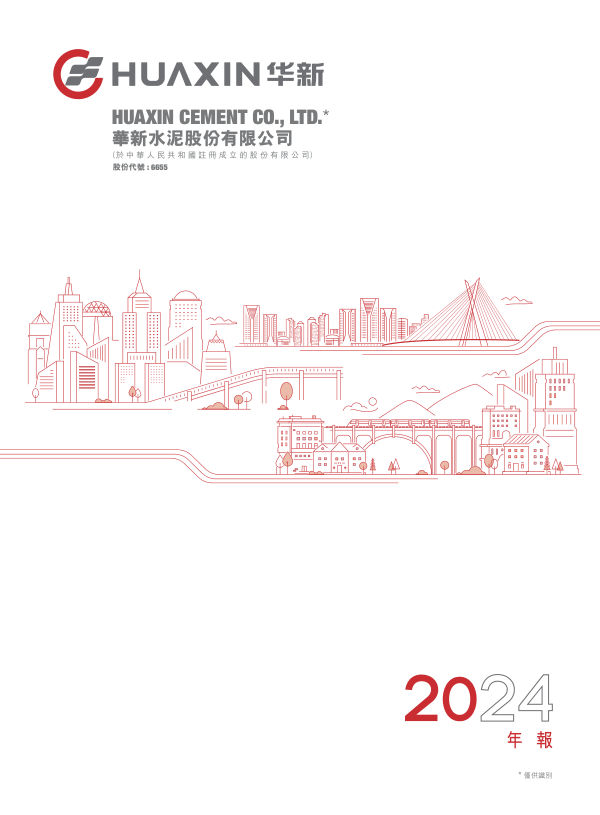 HUAXIN 华新
HUAXIN CEMENT CO., LTD.*
華新水泥股份有限公司
(於中華人民共和國註冊成立的股份有限公司)
股份代號 : 6655
2024
年報
* 僅供識別